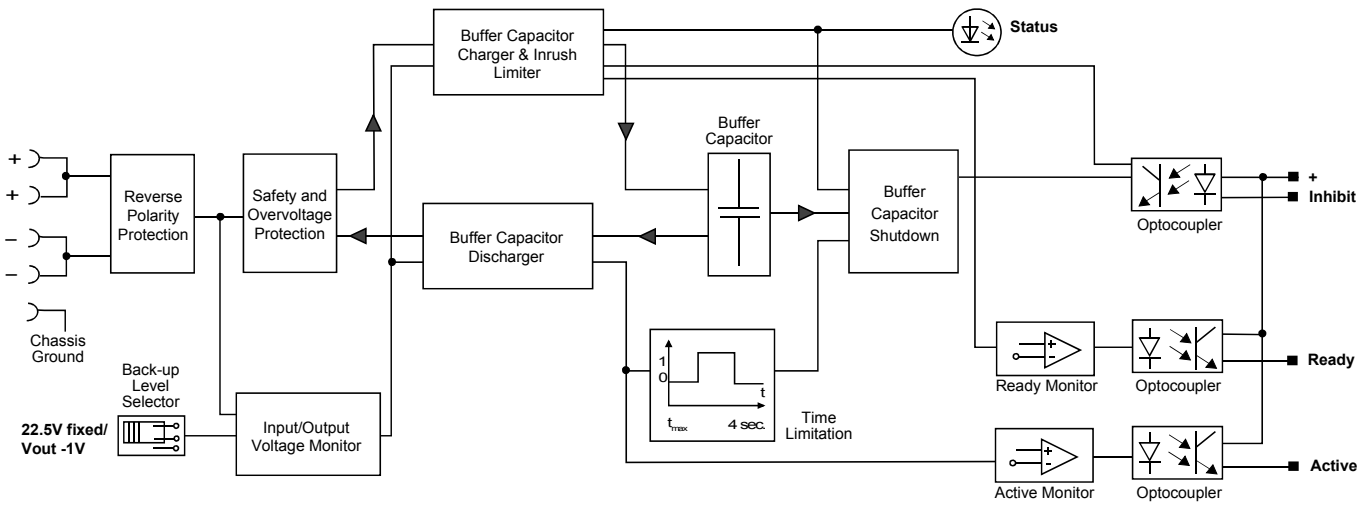 Buffer Capacitor
Charger & Inrush
Limiter
Status
Buffer
Capacitor
+
+
−
−
Chassis
Ground
Reverse
Polarity
Protection
Safety and
Overvoltage
Protection
Buffer Capacitor
Discharger
Buffer
Capacitor
Shutdown
Optocoupler
+
Inhibit
Back-up
Level
Selector
22.5V fixed/
Vout -1V
Input/Output
Voltage Monitor
1
0
t
tmax
4 sec.
Time
Limitation
+
−
Ready Monitor
Optocoupler
Ready
+
−
Active Monitor
Optocoupler
Active